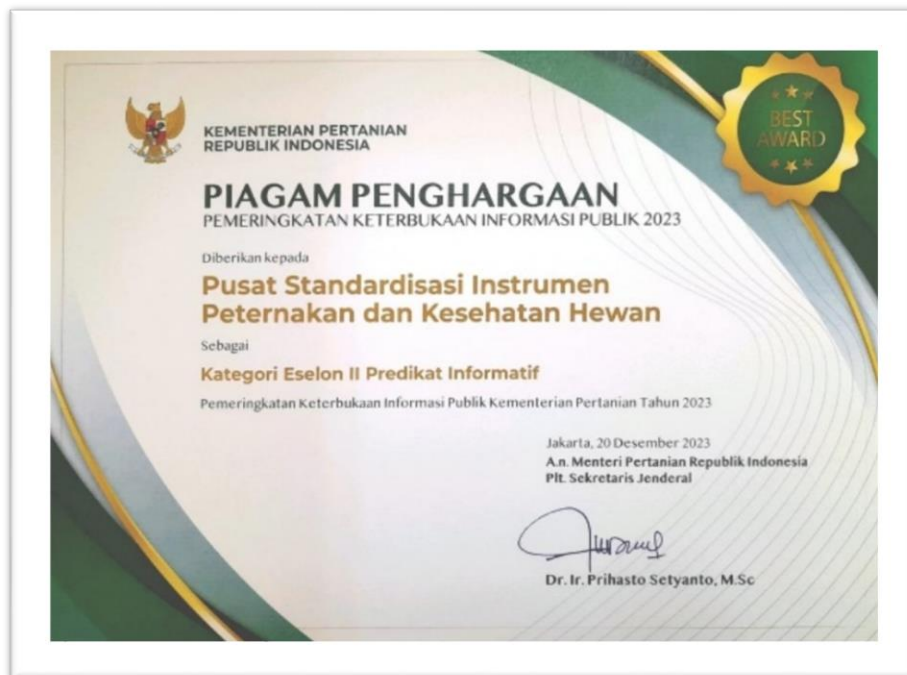 KEMENTERIAN PERTANIAN
REPUBLIK INDONESIA
BEST
AWARD
PIAGAM PENGHARGAAN
PEMERINGKATAN KETERBUKAAN INFORMASI PUBLIK 2023
Diberikan kepada
Pusat Standardisasi Instrumen
Peternakan dan Kesehatan Hewan
Sebagai
Kategori Eselon II Predikat Informatif
Pemeringkatan Keterbukaan Informasi Publik Kementerian Pertanian Tahun 2023
Jakarta, 20 Desember 2023
A.n. Menteri Pertanian Republik Indonesia
Plt. Sekretaris Jenderal
Dr. Ir. Prihasto Setyanto, M.Sc